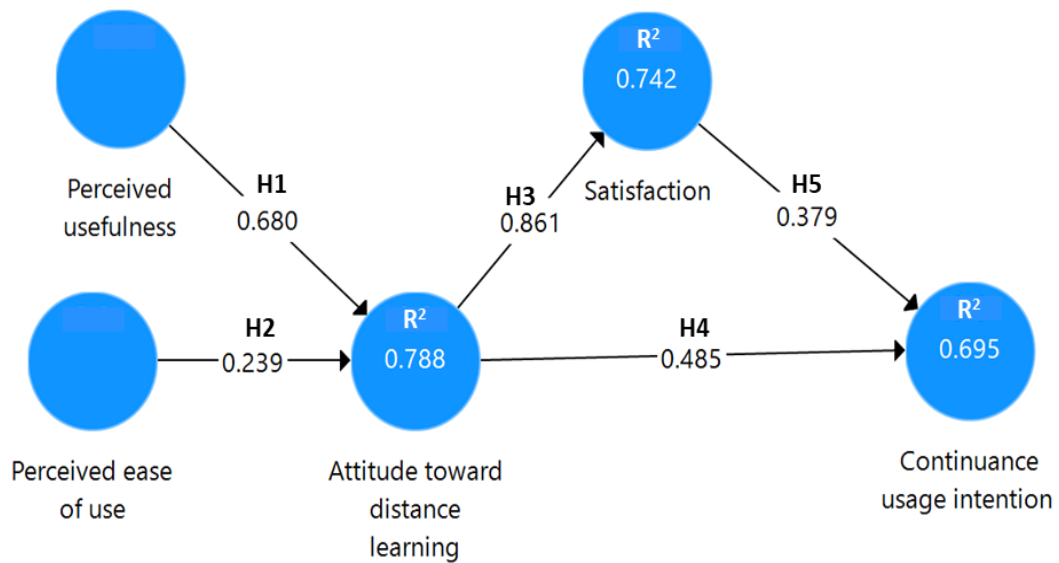 R²
0.742
Perceived
usefulness
H1
0.680
H3
0.861
Satisfaction
H5
0.379
R²
0.788
H2
0.239
H4
0.485
R²
0.695
Perceived ease
of use
Attitude toward
distance
learning
Continuance
usage intention